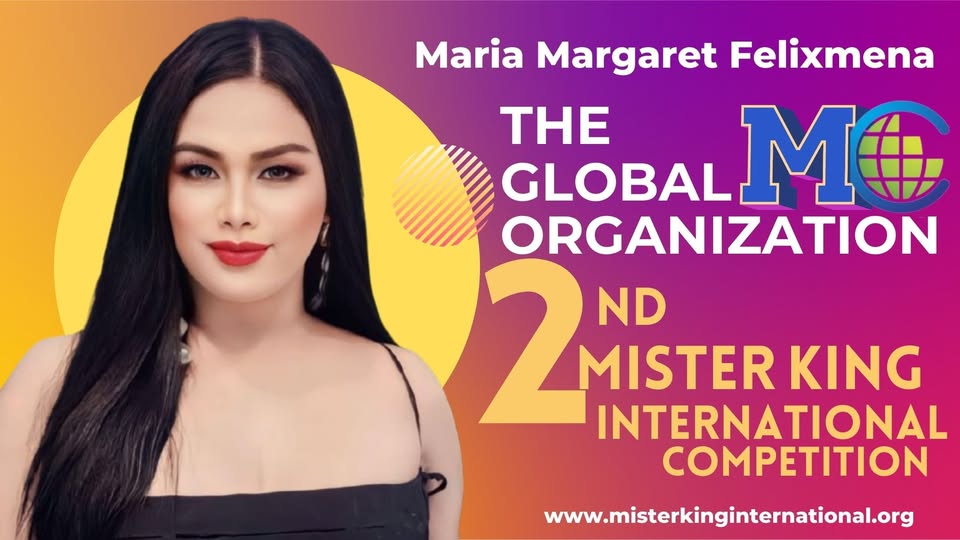 Maria Margaret Felixmena
THE
GLOBAL MC
ORGANIZATION
2ND
MISTER KING
INTERNATIONAL
COMPETITION
www.misterkinginternational.org